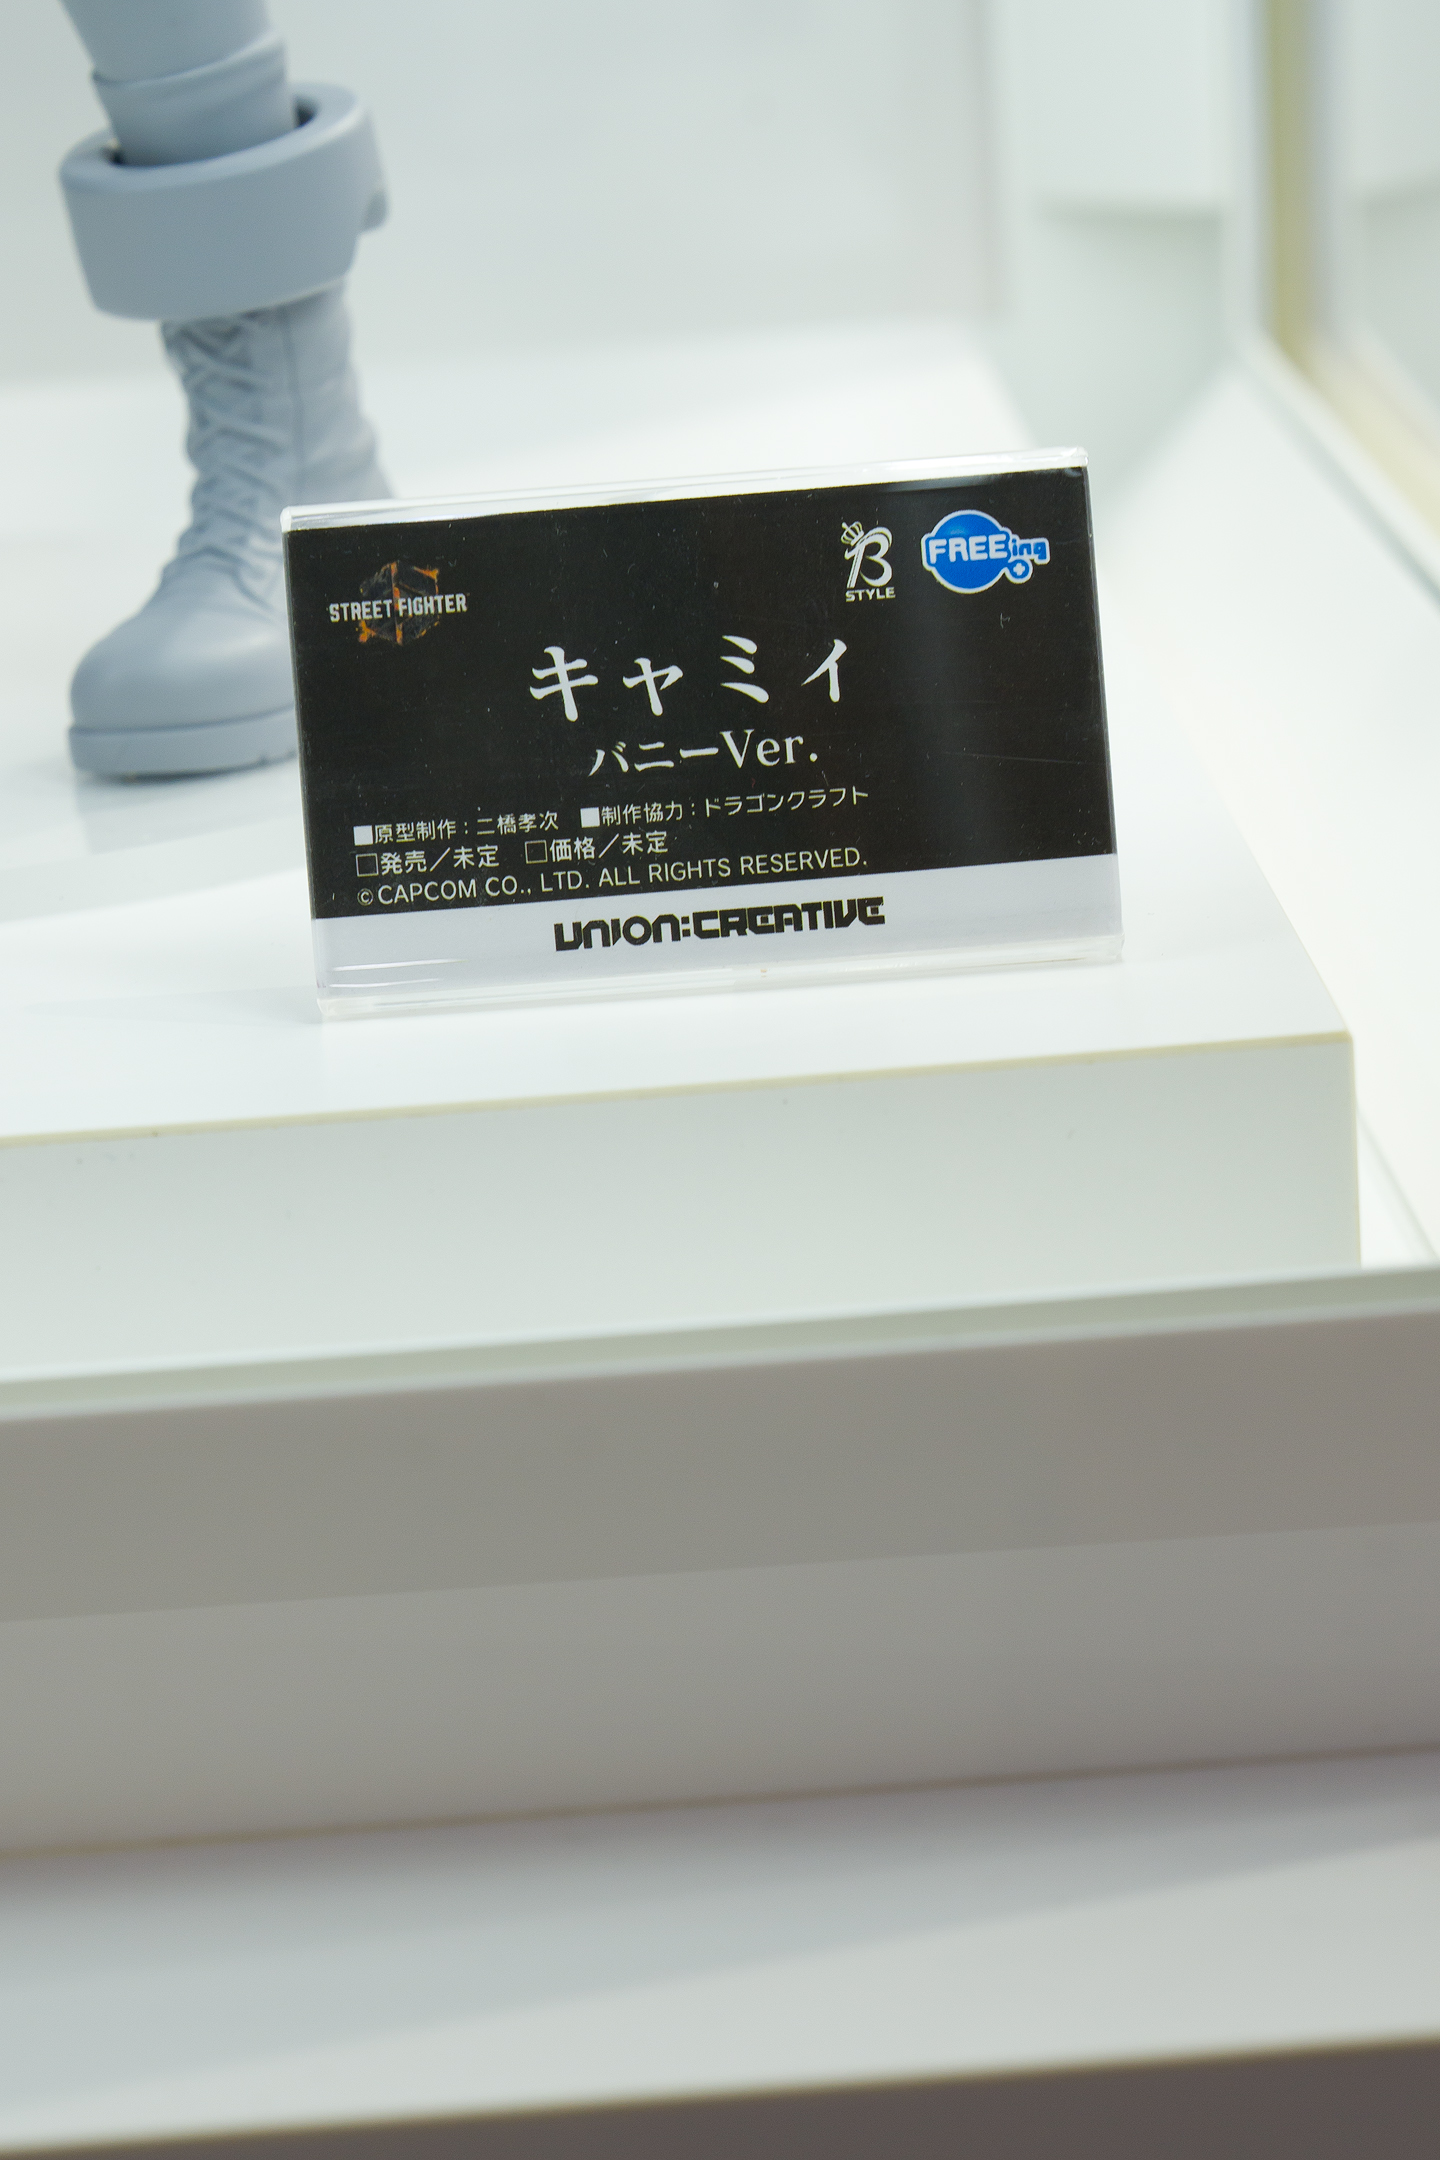 STREET FIGHTER
B
STYLE
FREEing
キャミィ
バニーVer.
■原型制作：二橋孝次 ■制作協力：ドラゴンクラフト
□発売／未定 □価格／未定
©CAPCOM CO., LTD. ALL RIGHTS RESERVED.
UNION:CREATIVE